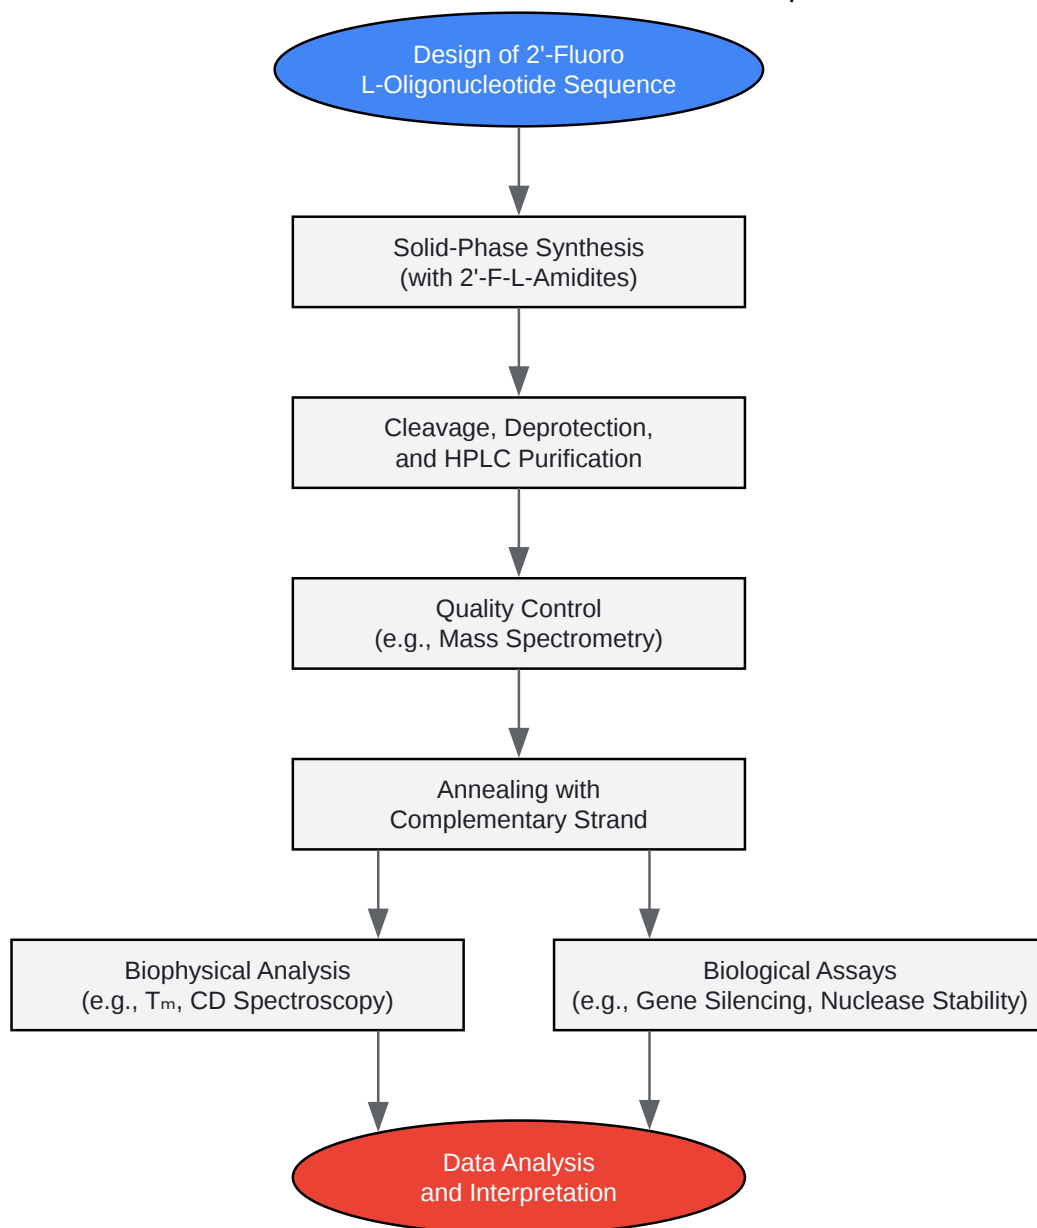 Design of 2'-Fluoro
L-Oligonucleotide Sequence
Solid-Phase Synthesis
(with 2'-F-L-Amidites)
Cleavage, Deprotection,
and HPLC Purification
Quality Control
(e.g., Mass Spectrometry)
Annealing with
Complementary Strand
Biophysical Analysis
(e.g., Tₘ, CD Spectroscopy)
Biological Assays
(e.g., Gene Silencing, Nuclease Stability)
Data Analysis
and Interpretation